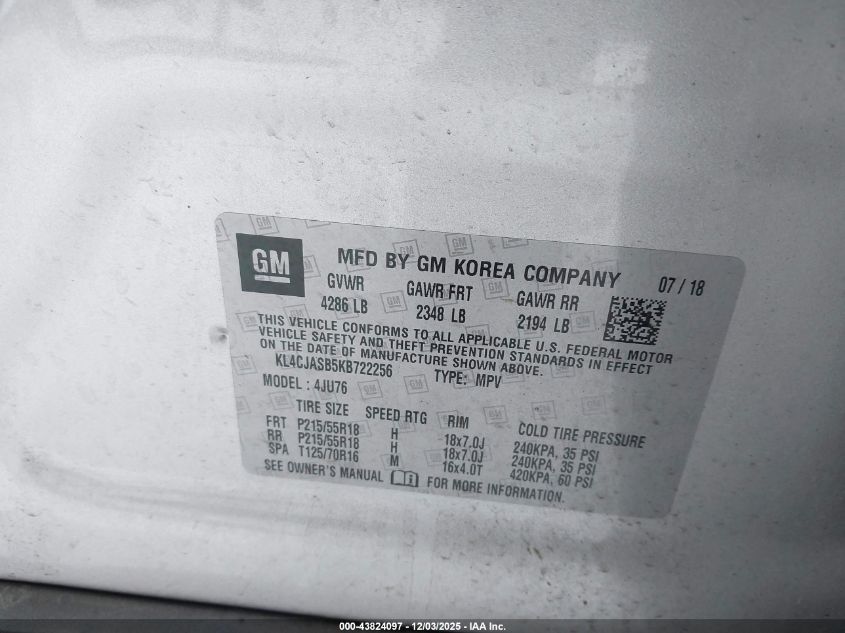 GM
MFD BY GM KOREA COMPANY 07 / 18
GVWR GAWR FRT GAWR RR
4286 LB 2348 LB 2194 LB
THIS VEHICLE CONFORMS TO ALL APPLICABLE U.S. FEDERAL MOTOR
VEHICLE SAFETY AND THEFT PREVENTION STANDARDS IN EFFECT
ON THE DATE OF MANUFACTURE SHOWN ABOVE.
KL4CJASB5KB722256 TYPE: MPV
MODEL : 4JU76
TIRE SIZE SPEED RTG RIM COLD TIRE PRESSURE
FRT P215/55R18 H 18x7.0J 240KPA, 35 PSI
RR P215/55R18 H 18x7.0J 240KPA, 35 PSI
SPA T125/70R16 M 16x4.0T 420KPA, 60 PSI
SEE OWNER'S MANUAL FOR MORE INFORMATION.
000-43824097 - 12/03/2025 - IAA Inc.